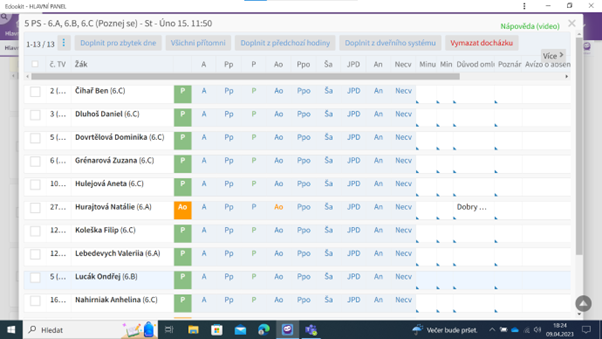 Edookit - HLAVNÍ PANEL
5 PS - 6.A, 6.B, 6.C (Poznej se) - St - Úno 15. 11:50
Nápověda (video)
1-13 / 13 Doplnit pro zbytek dne Všichni přítomni Doplnit z předchozí hodiny Doplnit z dveřního systému Vymazat docházku
Více >
č. TV Žák A Pp P Ao Ppo Ša JPD An Necv Minu Min Důvod omlu Poznár Avízo o absen
2 (... Čihař Ben (6.C) P A Pp P Ao Ppo Ša JPD An Necv
3 (... Dluhoš Daniel (6.C) P A Pp P Ao Ppo Ša JPD An Necv
5 (... Dovrtělová Dominika (6.C) P A Pp P Ao Ppo Ša JPD An Necv
6 (... Grénarová Zuzana (6.C) P A Pp P Ao Ppo Ša JPD An Necv
10... Hulejová Aneta (6.C) P A Pp P Ao Ppo Ša JPD An Necv
27... Hurajtová Natálie (6.A) Ao A Pp P Ao Ppo Ša JPD An Necv Dobry ...
12... Koleška Filip (6.C) P A Pp P Ao Ppo Ša JPD An Necv
12... Lebedevych Valeriia (6.A) P A Pp P Ao Ppo Ša JPD An Necv
5 (... Lucák Ondřej (6.B) P A Pp P Ao Ppo Ša JPD An Necv
16... Nahirniak Anhelina (6.C) P A Pp P Ao Ppo Ša JPD An Necv
Hledat
Večer bude pršet.
18:24
09.04.2023